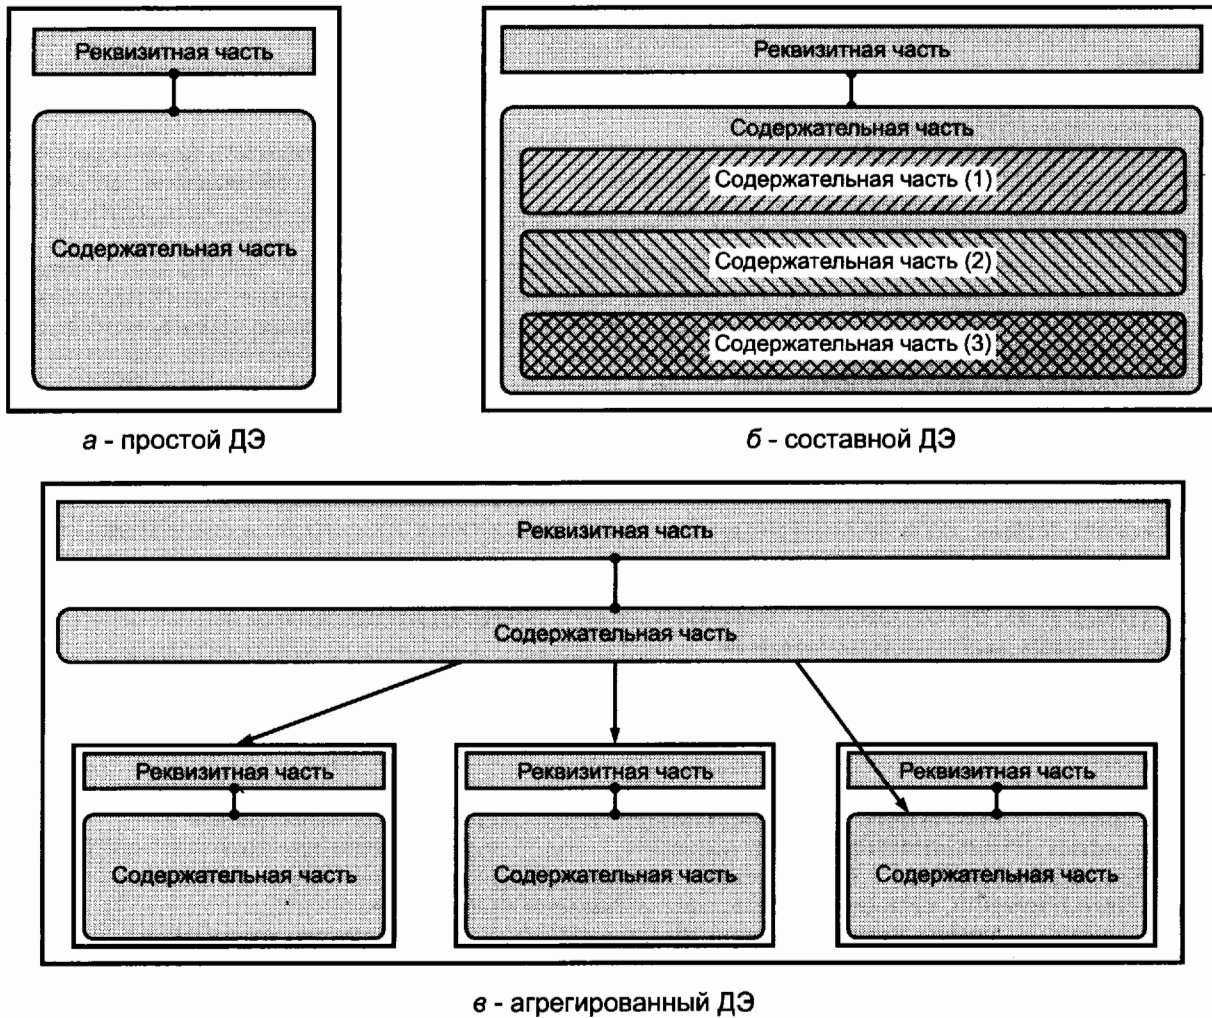 Реквизитная часть
Содержательная часть
а - простой ДЭ
Реквизитная часть
Содержательная часть
Содержательная часть (1)
Содержательная часть (2)
Содержательная часть (3)
б - составной ДЭ
Реквизитная часть
Содержательная часть
Реквизитная часть
Содержательная часть
Реквизитная часть
Содержательная часть
Реквизитная часть
Содержательная часть
в - агрегированный ДЭ